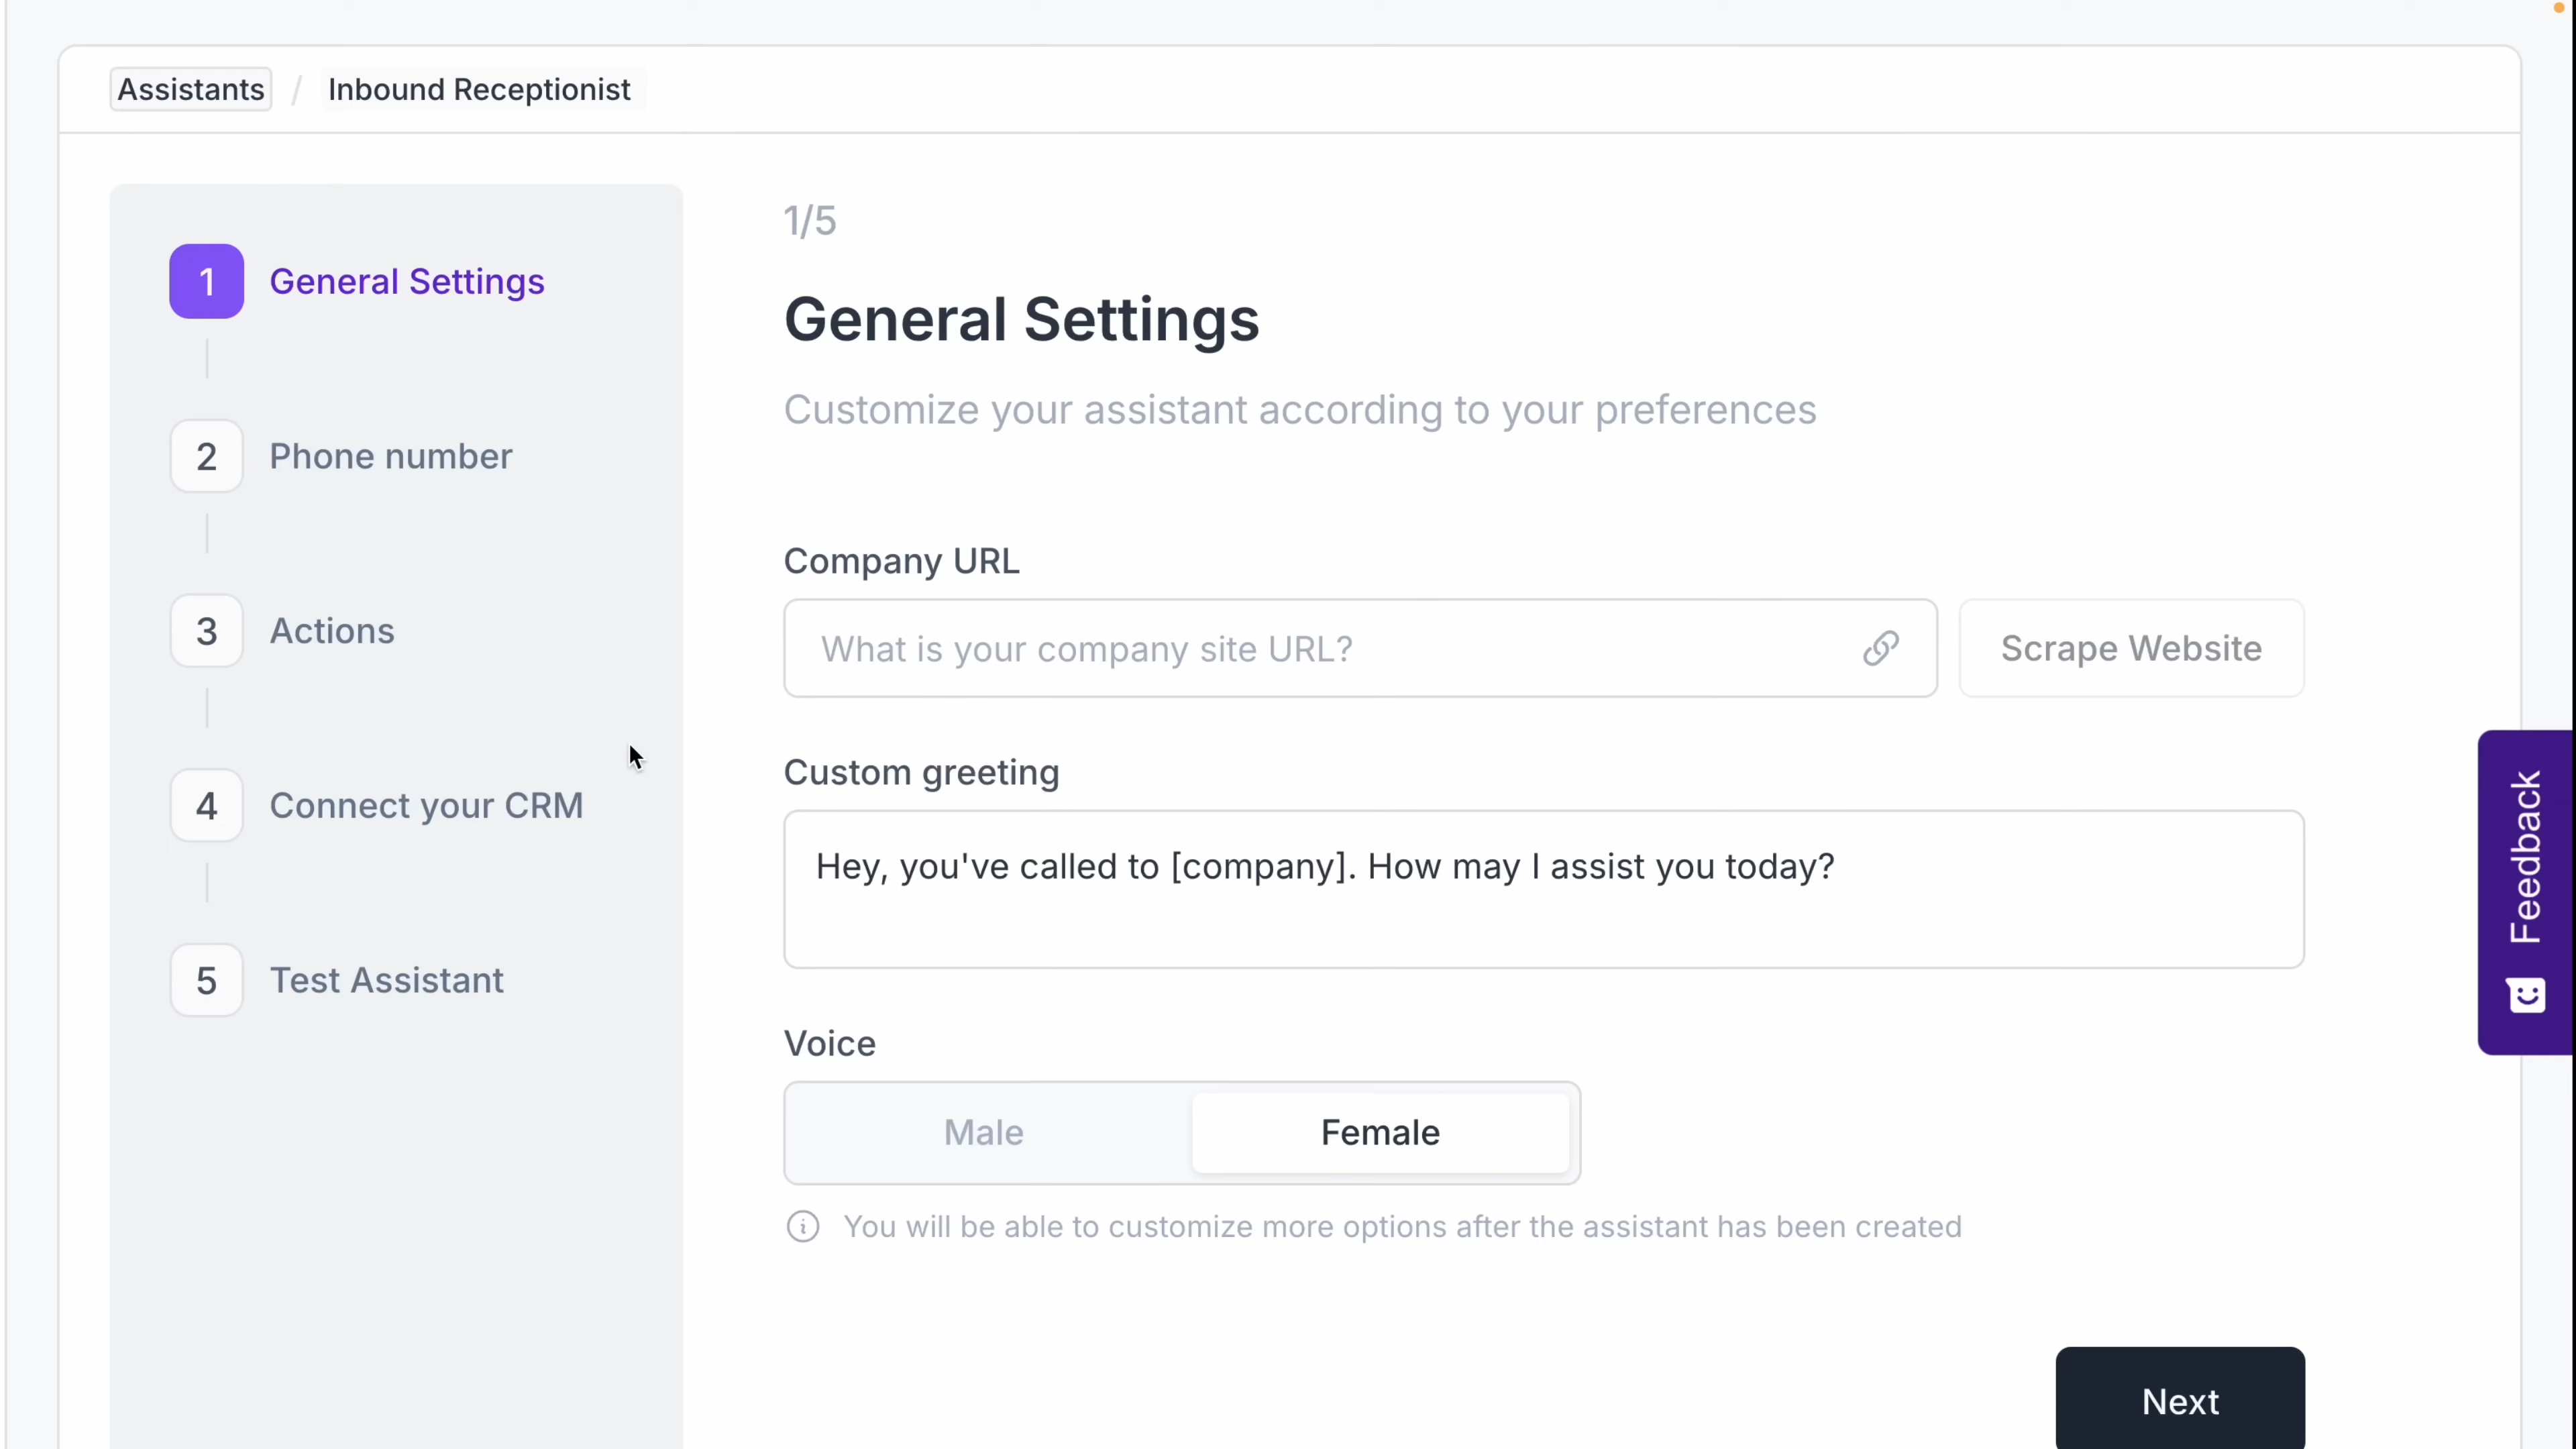 Assistants / Inbound Receptionist
1 General Settings
2 Phone number
3 Actions
4 Connect your CRM
5 Test Assistant
1/5
General Settings
Customize your assistant according to your preferences
Company URL
What is your company site URL?
Scrape Website
Custom greeting
Hey, you've called to [company]. How may I assist you today?
Voice
Male
Female
You will be able to customize more options after the assistant has been created
Next
Feedback